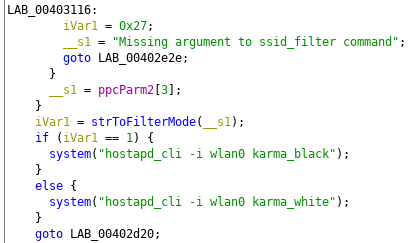 LAB_00403116:
iVar1 = 0x27;
__s1 = "Missing argument to ssid_filter command";
goto LAB_00402e2e;
}
__s1 = ppcParm2[3];
}
iVar1 = strToFilterMode(__s1);
if (iVar1 == 1) {
system("hostapd_cli -i wlan0 karma_black");
}
else {
system("hostapd_cli -i wlan0 karma_white");
}
goto LAB_00402d20;